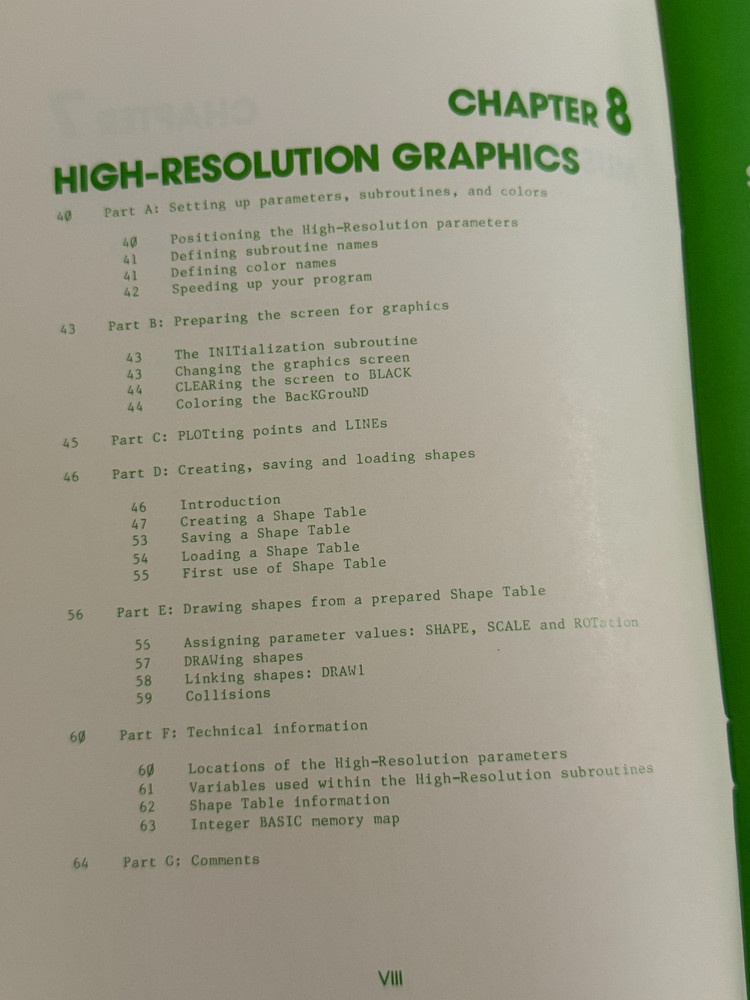 CHAPTER 8
HIGH-RESOLUTION GRAPHICS
40 Part A: Setting up parameters, subroutines, and colors
40 Positioning the High-Resolution parameters
41 Defining subroutine names
41 Defining color names
42 Speeding up your program
43 Part B: Preparing the screen for graphics
43 The INITialization subroutine
43 Changing the graphics screen
44 CLEARing the screen to BLACK
44 Coloring the BacKGrouND
45 Part C: PLOTting points and LINEs
46 Part D: Creating, saving and loading shapes
46 Introduction
47 Creating a Shape Table
53 Saving a Shape Table
54 Loading a Shape Table
55 First use of Shape Table
56 Part E: Drawing shapes from a prepared Shape Table
55 Assigning parameter values: SHAPE, SCALE and ROTation
57 DRAWing shapes
58 Linking shapes: DRAW1
59 Collisions
60 Part F: Technical information
60 Locations of the High-Resolution parameters
61 Variables used within the High-Resolution subroutines
62 Shape Table information
63 Integer BASIC memory map
64 Part G: Comments
VIII